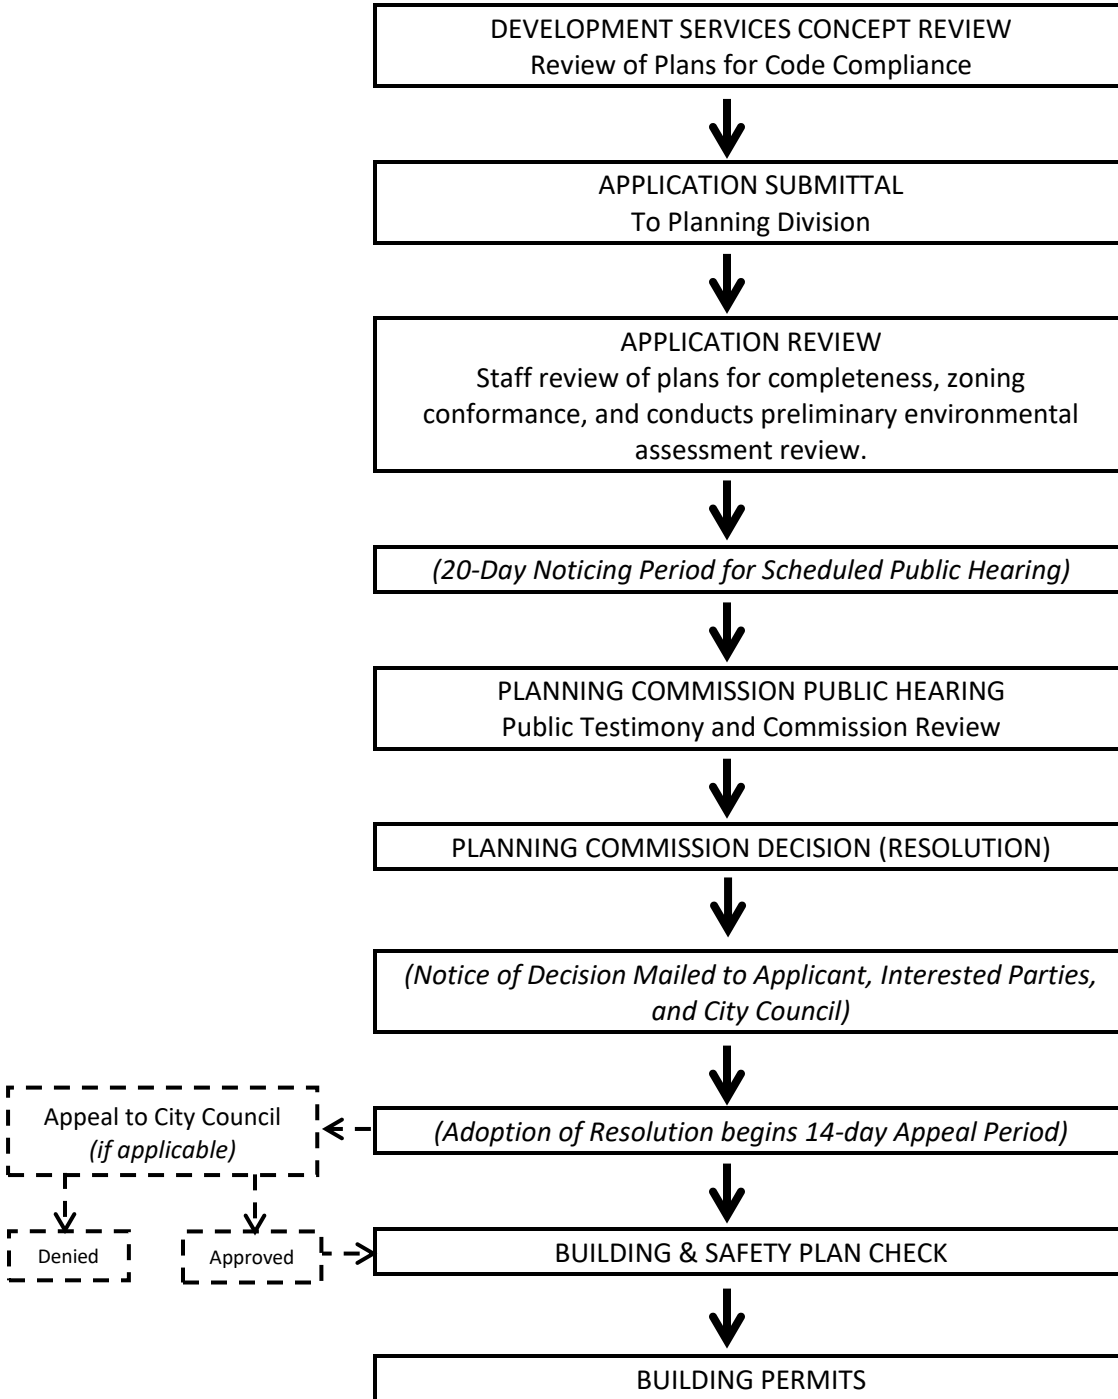 DEVELOPMENT SERVICES CONCEPT REVIEW
Review of Plans for Code Compliance
APPLICATION SUBMITTAL
To Planning Division
APPLICATION REVIEW
Staff review of plans for completeness, zoning
conformance, and conducts preliminary environmental
assessment review.
(20-Day Noticing Period for Scheduled Public Hearing)
PLANNING COMMISSION PUBLIC HEARING
Public Testimony and Commission Review
PLANNING COMMISSION DECISION (RESOLUTION)
(Notice of Decision Mailed to Applicant, Interested Parties,
and City Council)
(Adoption of Resolution begins 14-day Appeal Period)
Appeal to City Council
(if applicable)
Denied
Approved
BUILDING & SAFETY PLAN CHECK
BUILDING PERMITS